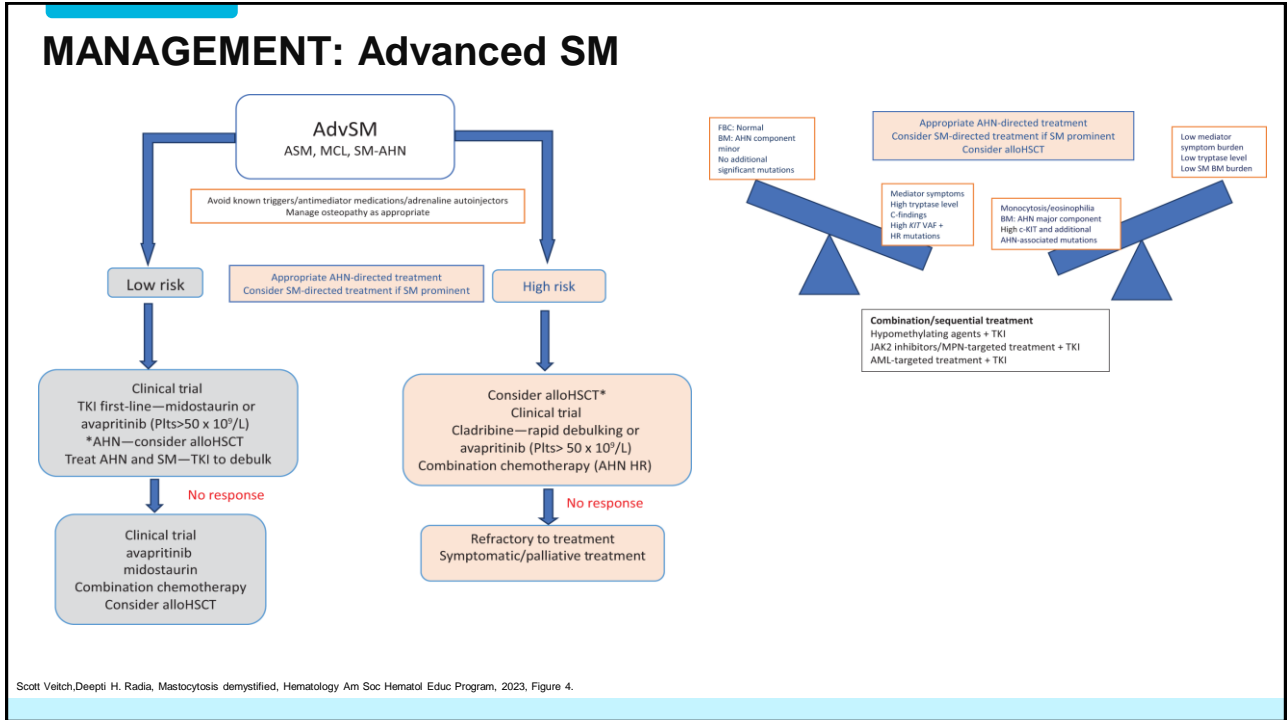 MANAGEMENT: Advanced SM
AdvSM
ASM, MCL, SM-AHN
Avoid known triggers/antimediator medications/adrenaline autoinjectors
Manage osteopathy as appropriate
Low risk
Appropriate AHN-directed treatment
Consider SM-directed treatment if SM prominent
High risk
Clinical trial
TKI first-line—midostaurin or
avapritinib (Plts>50 x 10⁹/L)
*AHN—consider alloHSCT
Treat AHN and SM—TKI to debulk
No response
Clinical trial
avapritinib
midostaurin
Combination chemotherapy
Consider alloHSCT
Consider alloHSCT*
Clinical trial
Cladribine—rapid debulking or
avapritinib (Plts> 50 x 10⁹/L)
Combination chemotherapy (AHN HR)
No response
Refractory to treatment
Symptomatic/palliative treatment
FBC: Normal
BM: AHN component
minor
No additional
significant mutations
Appropriate AHN-directed treatment
Consider SM-directed treatment if SM prominent
Consider alloHSCT
Low mediator
symptom burden
Low tryptase level
Low SM BM burden
Mediator symptoms
High tryptase level
C-findings
High KIT VAF +
HR mutations
Monocytosis/eosinophilia
BM: AHN major component
High c-KIT and additional
AHN-associated mutations
Combination/sequential treatment
Hypomethylating agents + TKI
JAK2 inhibitors/MPN-targeted treatment + TKI
AML-targeted treatment + TKI
Scott Veitch,Deepti H. Radia, Mastocytosis demystified, Hematology Am Soc Hematol Educ Program, 2023, Figure 4.